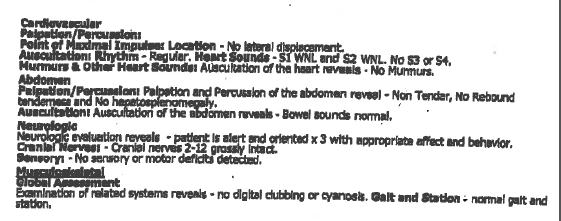 Cardiovascular
Palpation/Percussion:
Point of Maximal Impulse: Location - No lateral displacement.
Auscultation: Rhythm - Regular. Heart Sounds - S1 WNL and S2 WNL. No S3 or S4.
Murmurs & Other Heart Sounds: Auscultation of the heart reveals - No Murmurs.
Abdomen
Palpation/Percussion: Palpation and Percussion of the abdomen reveal - Non Tender, No Rebound
tenderness and No hepatosplenomegaly.
Auscultation: Auscultation of the abdomen reveals - Bowel sounds normal.
Neurologic
Neurologic evaluation reveals - patient is alert and oriented x 3 with appropriate affect and behavior.
Cranial Nerves: - Cranial nerves 2-12 grossly intact.
Sensory: - No sensory or motor deficits detected.
Musculoskeletal
Global Assessment
Examination of related systems reveals - no digital clubbing or cyanosis. Gait and Station - normal gait and
station.